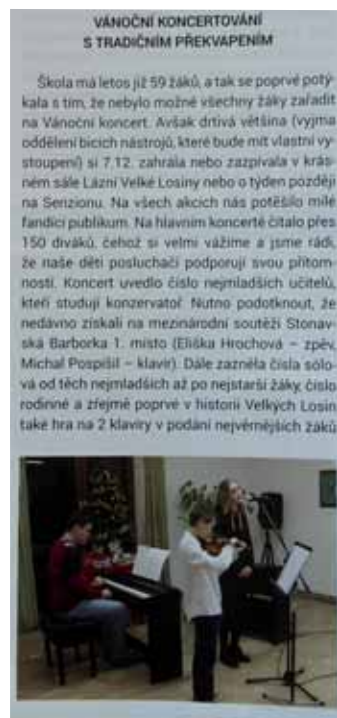 VÁNOČNÍ KONCERTOVÁNÍ
S TRADIČNÍM PŘEKVAPENÍM
Škola má letos již 59 žáků, a tak se poprvé potý-
kala s tím, že nebylo možné všechny žáky zařadit
na Vánoční koncert. Avšak drtivá většina (vyjma
oddělení bicích nástrojů, které bude mít vlastní vy-
stoupení) si 7.12. zahrála nebo zazpívala v krás-
ném sále Lázní Velké Losiny nebo o týden později
na Senzionu. Na všech akcích nás potěšilo milé
fandící publikum. Na hlavním koncertě čítalo přes
150 diváků, čehož si velmi vážíme a jsme rádi,
že naše děti posluchači podporují svou přítom-
ností. Koncert uvedlo číslo nejmladších učitelů,
kteří studují konzervatoř. Nutno podotknout, že
nedávno získali na mezinárodní soutěži Stonav-
ská Barborka 1. místo (Eliška Hrochová – zpěv,
Michal Pospíšil – klavír). Dále zazněla čísla sólo-
vá od těch nejmladších až po nejstarší žáky, číslo
rodinné a zřejmě poprvé v historii Velkých Losin
také hra na 2 klavíry v podání nejvěrnějších žáků